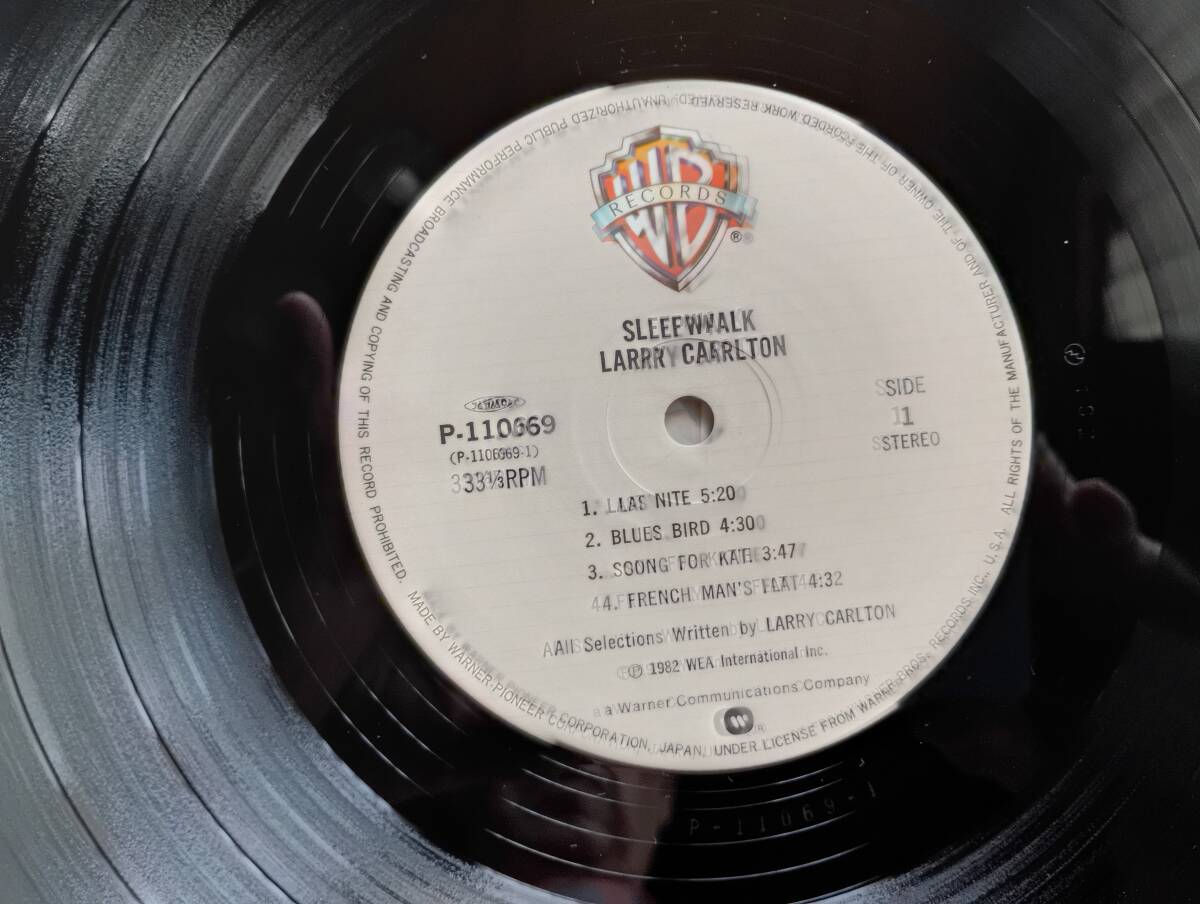 WB
RECORDS
®
SLEEPWALK
LARRY CARLTON
P-11069
(P-11069-1)
33⅓ RPM
SIDE
1
STEREO
1. LAST NITE 5:20
2. BLUES BIRD 4:30
3. SONG FOR KATIE 3:47
4. FRENCHMAN'S FLAT 4:32
All Selections Written by LARRY CARLTON
Ⓟ 1982 WEA International Inc.
a Warner Communications Company
®
MADE BY WARNER-PIONEER CORPORATION, JAPAN, UNDER LICENSE FROM WARNER BROS. RECORDS INC., U.S.A. ALL RIGHTS OF THE MANUFACTURER AND OF THE OWNER OF THE RECORDED WORK RESERVED. UNAUTHORIZED PUBLIC PERFORMANCE BROADCASTING AND COPYING OF THIS RECORD PROHIBITED.
P-11069-1